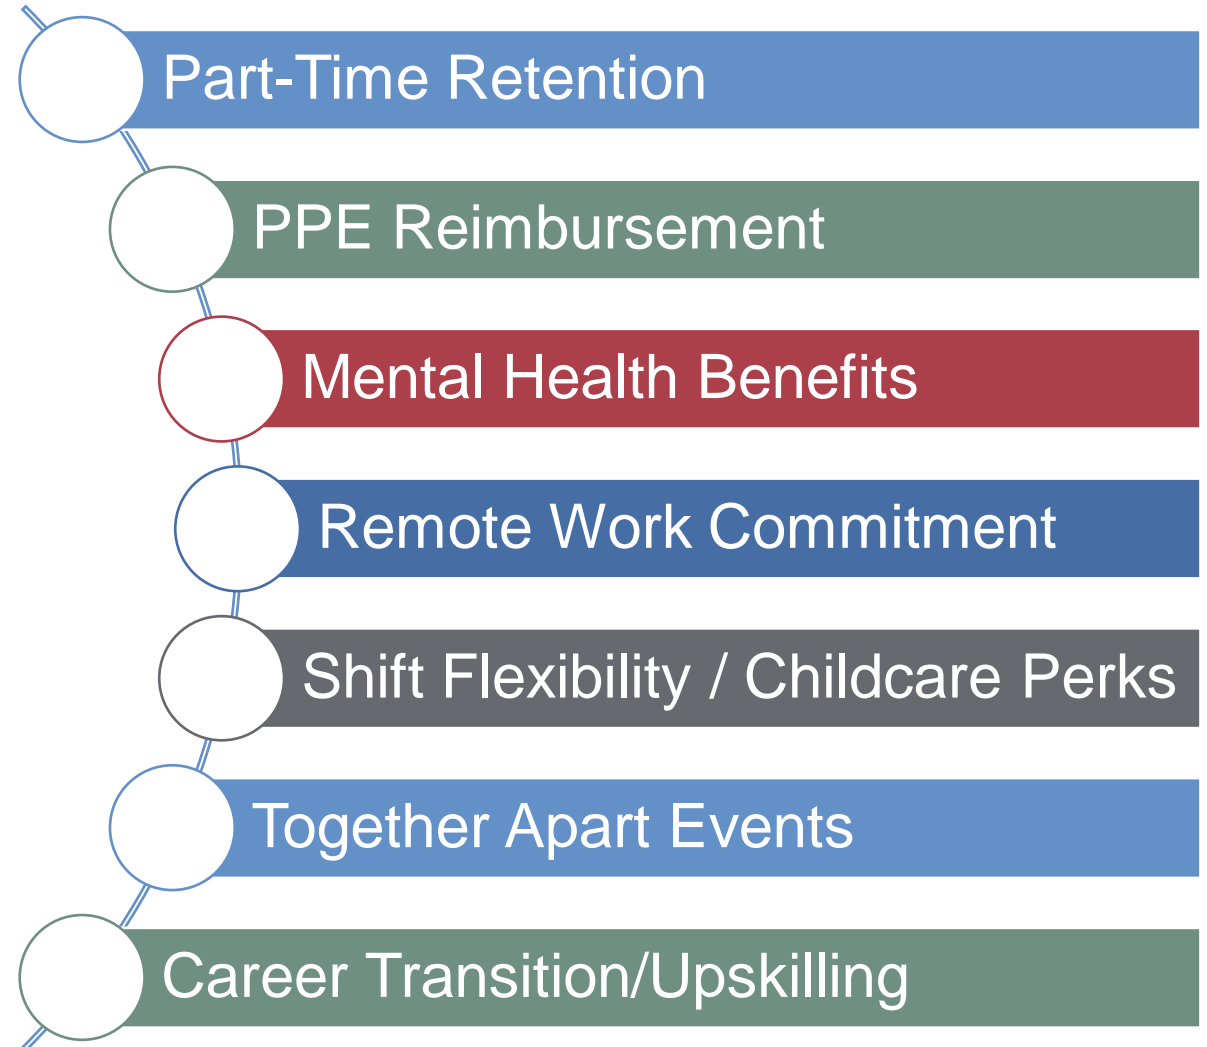 Part-Time Retention
PPE Reimbursement
Mental Health Benefits
Remote Work Commitment
Shift Flexibility / Childcare Perks
Together Apart Events
Career Transition/Upskilling